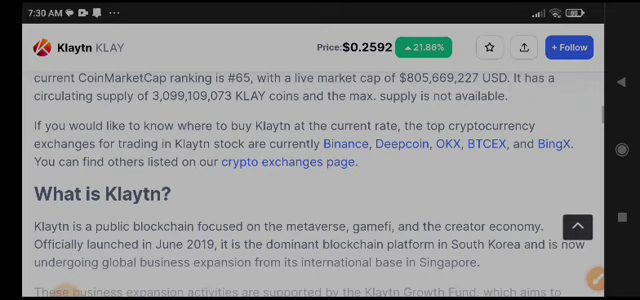 7:30 AM
Klaytn KLAY Price:$0.2592 ▲ 21.86% + Follow
current CoinMarketCap ranking is #65, with a live market cap of $805,669,227 USD. It has a
circulating supply of 3,099,109,073 KLAY coins and the max. supply is not available.
If you would like to know where to buy Klaytn at the current rate, the top cryptocurrency
exchanges for trading in Klaytn stock are currently Binance, Deepcoin, OKX, BTCEX, and BingX.
You can find others listed on our crypto exchanges page.
What is Klaytn?
Klaytn is a public blockchain focused on the metaverse, gamefi, and the creator economy.
Officially launched in June 2019, it is the dominant blockchain platform in South Korea and is now
undergoing global business expansion from its international base in Singapore.
These business expansion activities are supported by the Klaytn Growth Fund, which aims to